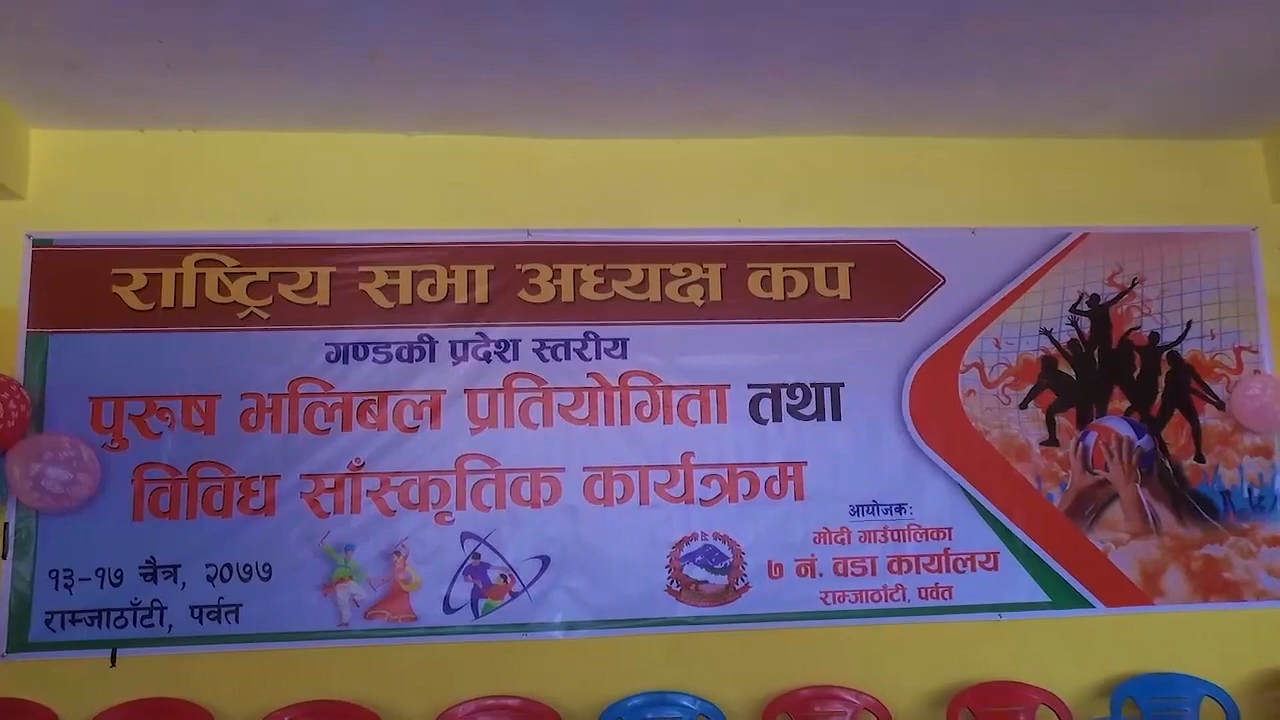 राष्ट्रिय सभा अध्यक्ष कप
गण्डकी प्रदेश स्तरीय
पुरुष भलिबल प्रतियोगिता तथा
विविध साँस्कृतिक कार्यक्रम
१३-१७ चैत्र, २०७७
राम्जाठाँटी, पर्वत
आयोजक:
मोदी गाउँपालिका
७ नं. वडा कार्यालय
राम्जाठाँटी, पर्वत